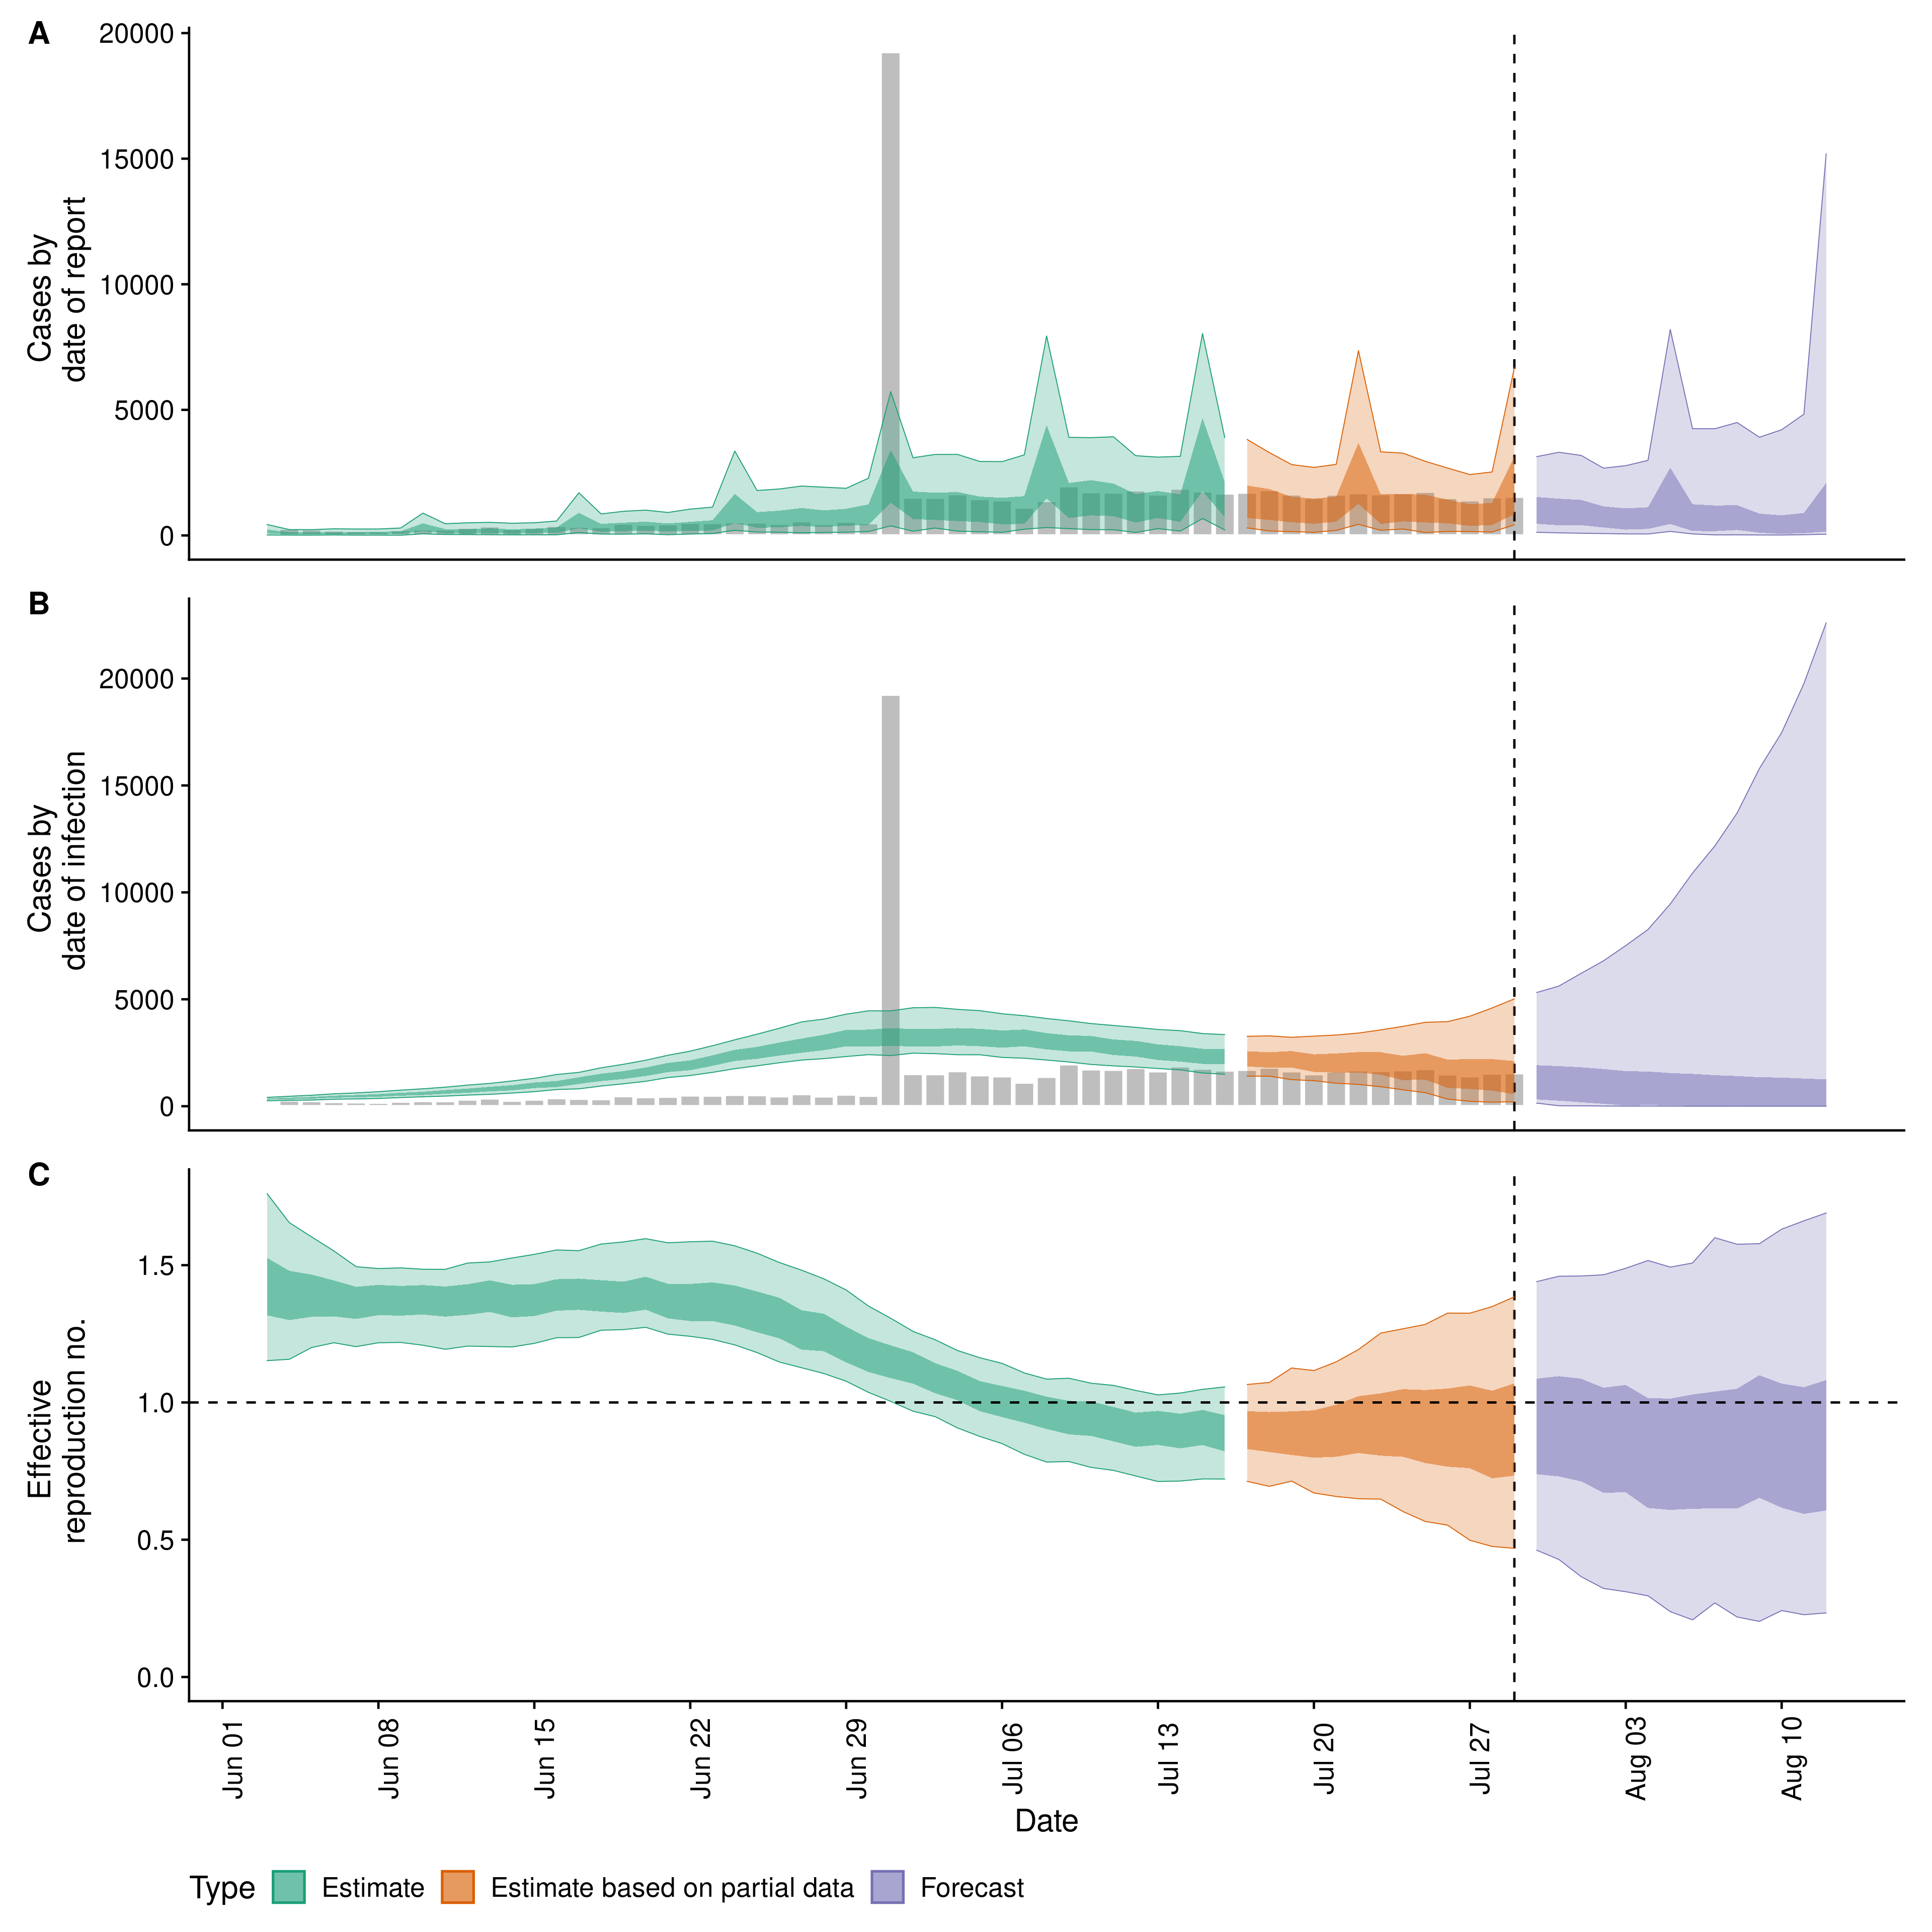 A
Cases by
date of report
20000
15000
10000
5000
0
B
Cases by
date of infection
20000
15000
10000
5000
0
C
Effective
reproduction no.
1.5
1.0
0.5
0.0
Jun 01
Jun 08
Jun 15
Jun 22
Jun 29
Jul 06
Jul 13
Jul 20
Jul 27
Aug 03
Aug 10
Date
Type Estimate Estimate based on partial data Forecast